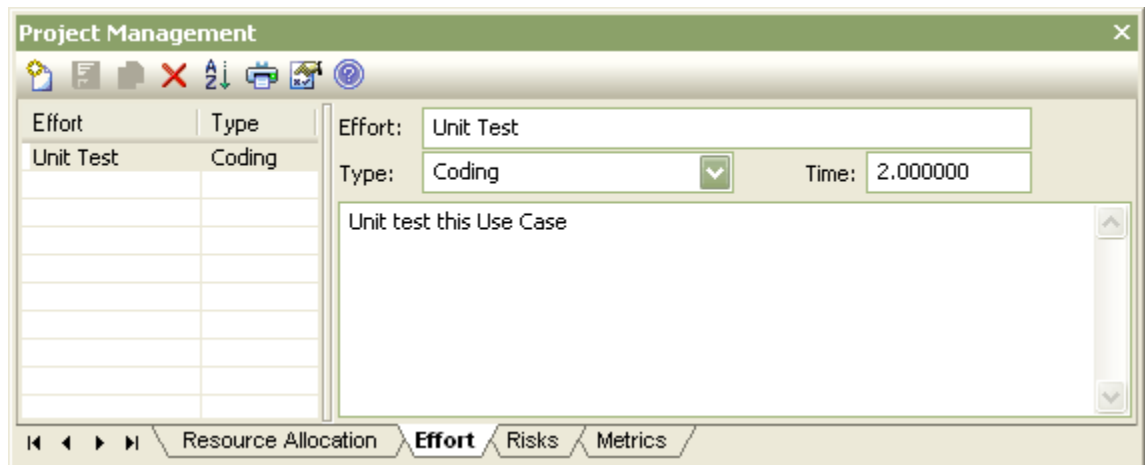 Project Management
Effort Type
Unit Test Coding
Effort: Unit Test
Type: Coding Time: 2.000000
Unit test this Use Case
Resource Allocation Effort Risks Metrics